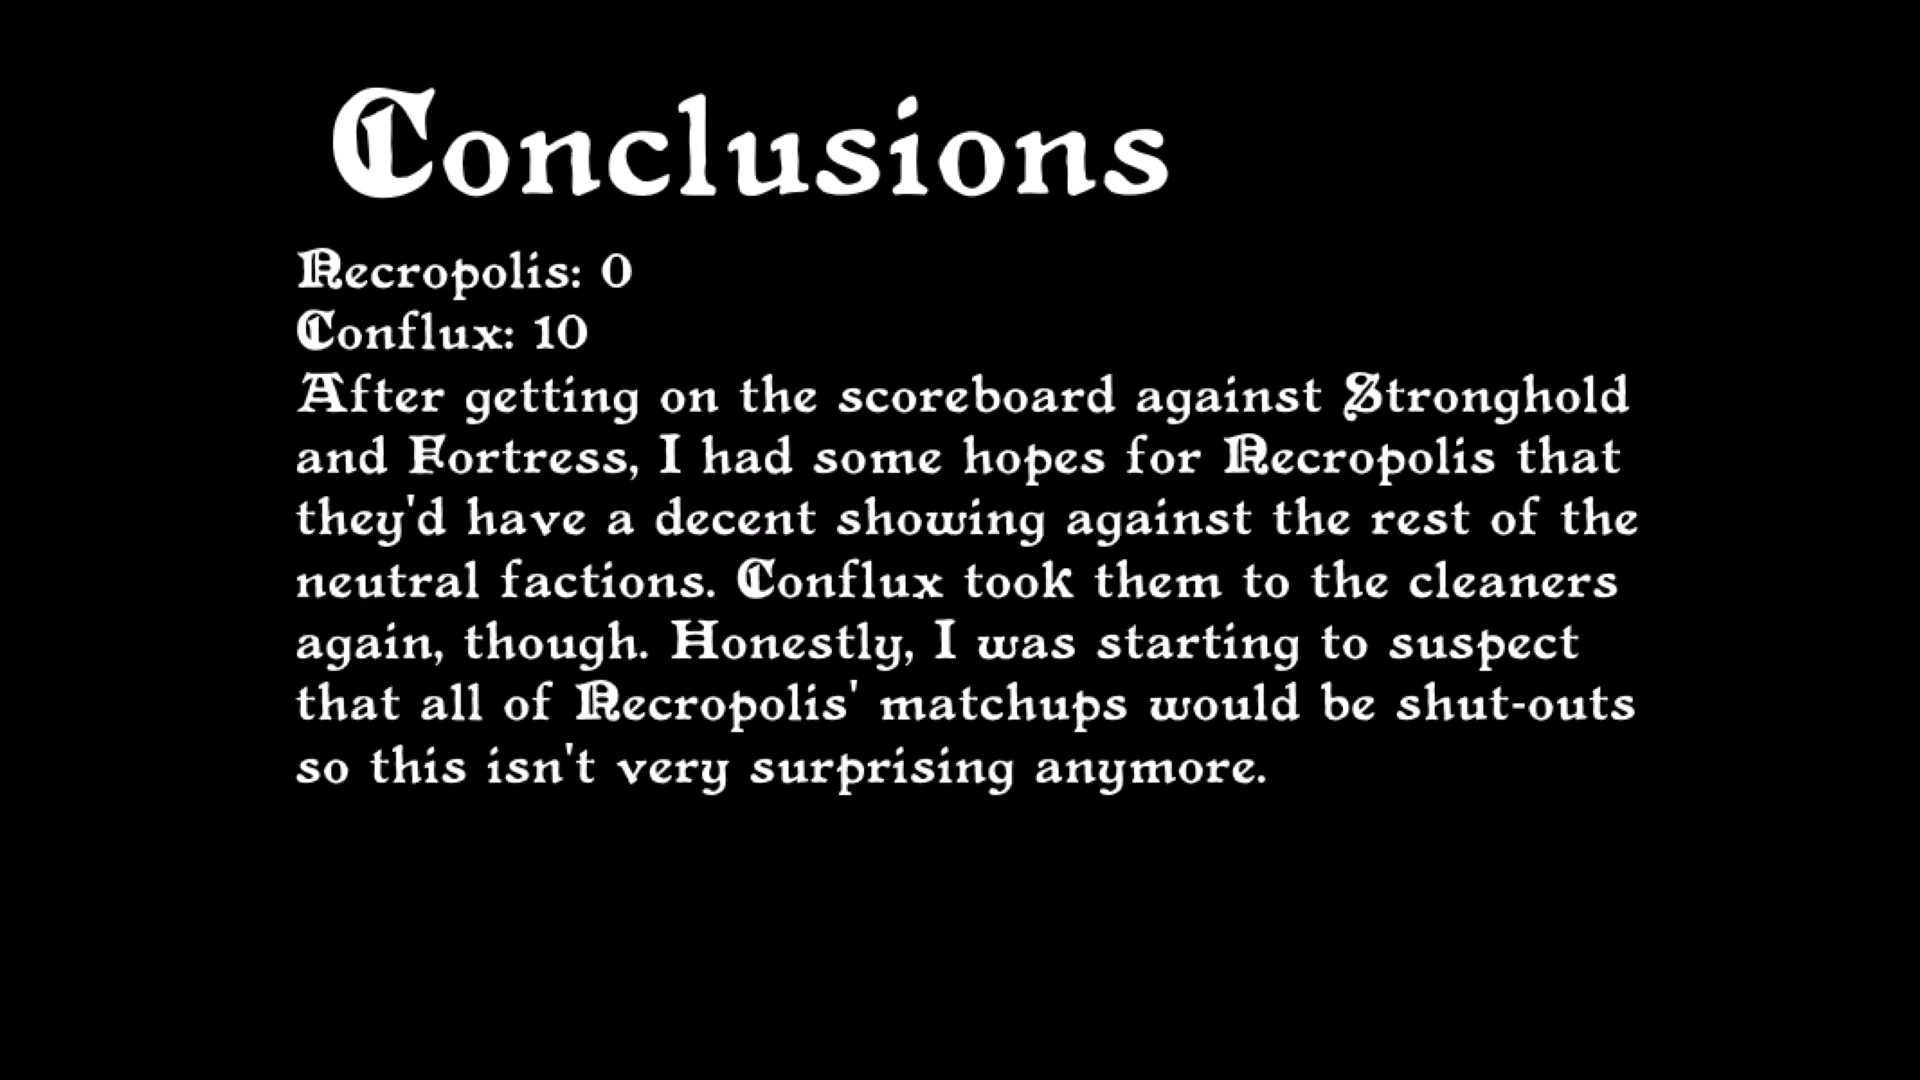 Conclusions
Necropolis: 0
Conflux: 10
After getting on the scoreboard against Stronghold
and Fortress, I had some hopes for Necropolis that
they'd have a decent showing against the rest of the
neutral factions. Conflux took them to the cleaners
again, though. Honestly, I was starting to suspect
that all of Necropolis' matchups would be shut-outs
so this isn't very surprising anymore.